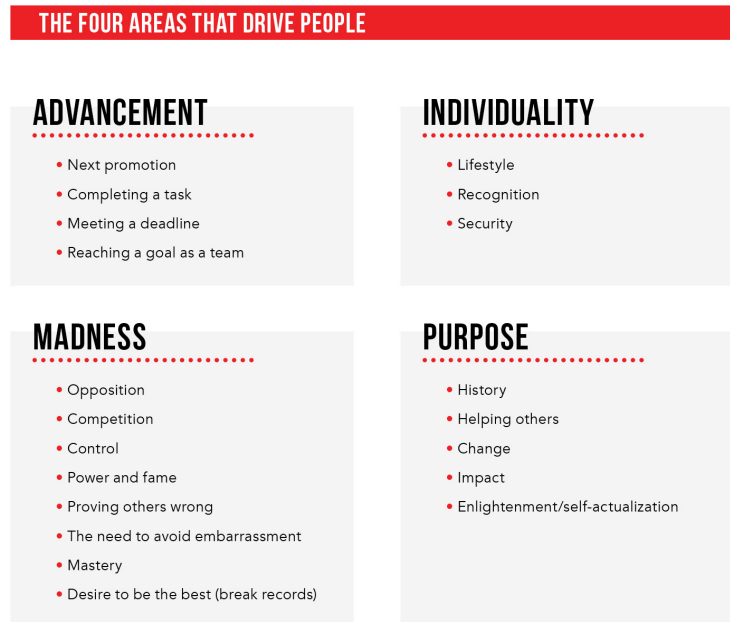 THE FOUR AREAS THAT DRIVE PEOPLE
ADVANCEMENT
• Next promotion
• Completing a task
• Meeting a deadline
• Reaching a goal as a team
INDIVIDUALITY
• Lifestyle
• Recognition
• Security
MADNESS
• Opposition
• Competition
• Control
• Power and fame
• Proving others wrong
• The need to avoid embarrassment
• Mastery
• Desire to be the best (break records)
PURPOSE
• History
• Helping others
• Change
• Impact
• Enlightenment/self-actualization